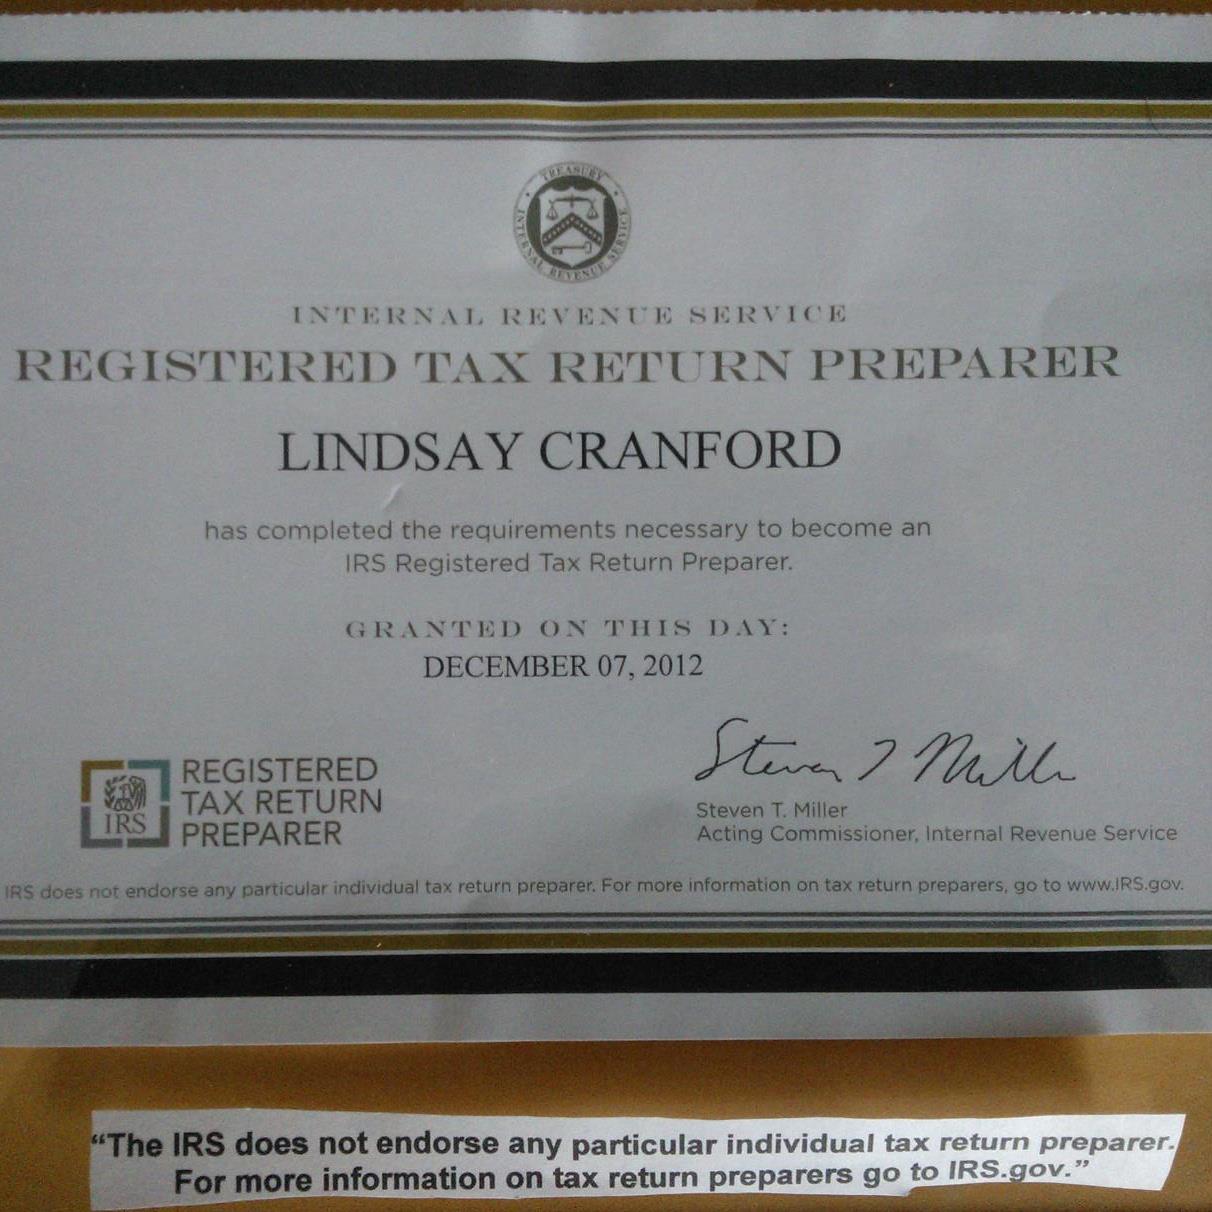 TREASURY
INTERNAL REVENUE SERVICE
INTERNAL REVENUE SERVICE
REGISTERED TAX RETURN PREPARER
LINDSAY CRANFORD
has completed the requirements necessary to become an
IRS Registered Tax Return Preparer.
GRANTED ON THIS DAY:
DECEMBER 07, 2012
Steven T Miller
Steven T. Miller
Acting Commissioner, Internal Revenue Service
IRS
REGISTERED
TAX RETURN
PREPARER
IRS does not endorse any particular individual tax return preparer. For more information on tax return preparers, go to www.IRS.gov.
“The IRS does not endorse any particular individual tax return preparer.
For more information on tax return preparers go to IRS.gov.”